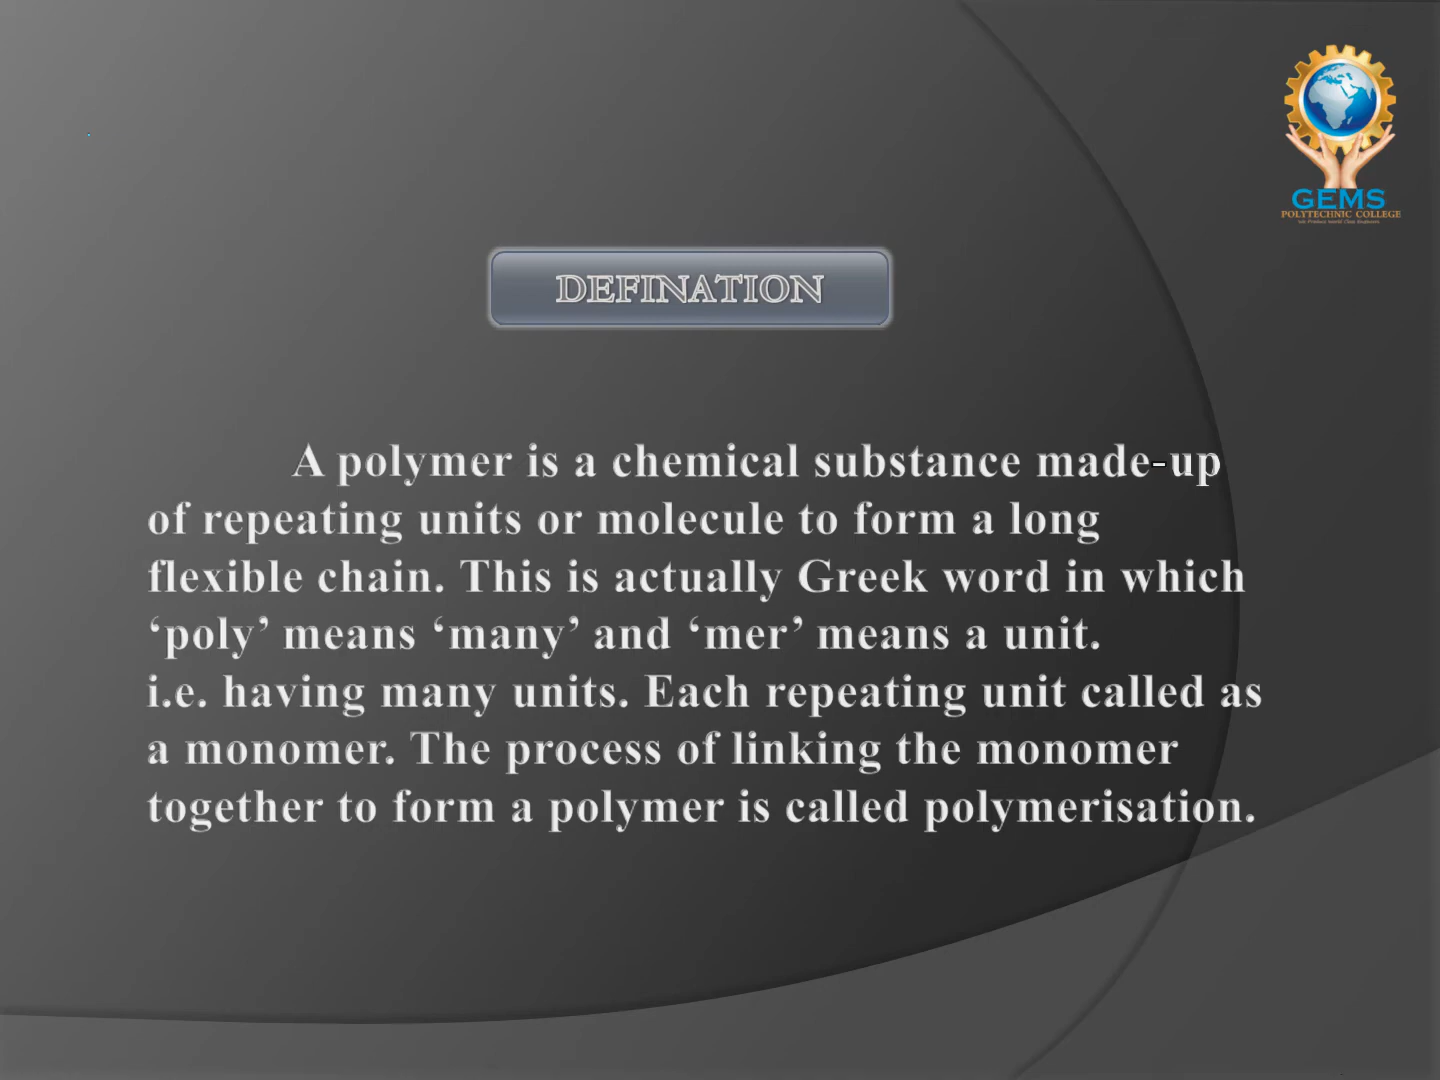 GEMS
POLYTECHNIC COLLEGE
DEFINATION
A polymer is a chemical substance made-up
of repeating units or molecule to form a long
flexible chain. This is actually Greek word in which
‘poly’ means ‘many’ and ‘mer’ means a unit.
i.e. having many units. Each repeating unit called as
a monomer. The process of linking the monomer
together to form a polymer is called polymerisation.